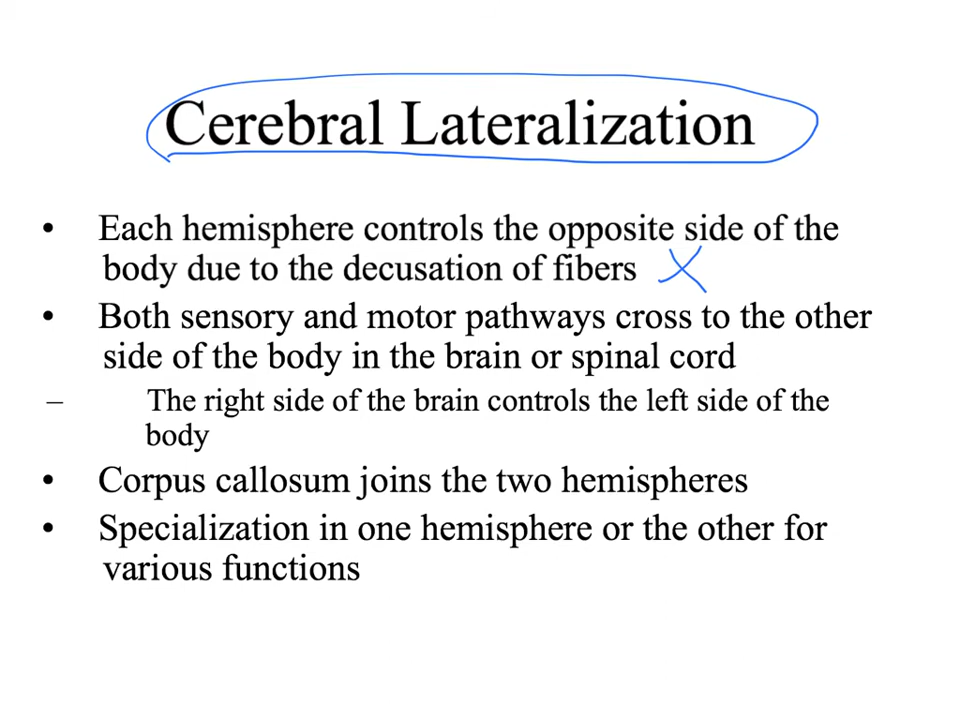 Cerebral Lateralization
• Each hemisphere controls the opposite side of the
body due to the decusation of fibers
• Both sensory and motor pathways cross to the other
side of the body in the brain or spinal cord
– The right side of the brain controls the left side of the
body
• Corpus callosum joins the two hemispheres
• Specialization in one hemisphere or the other for
various functions